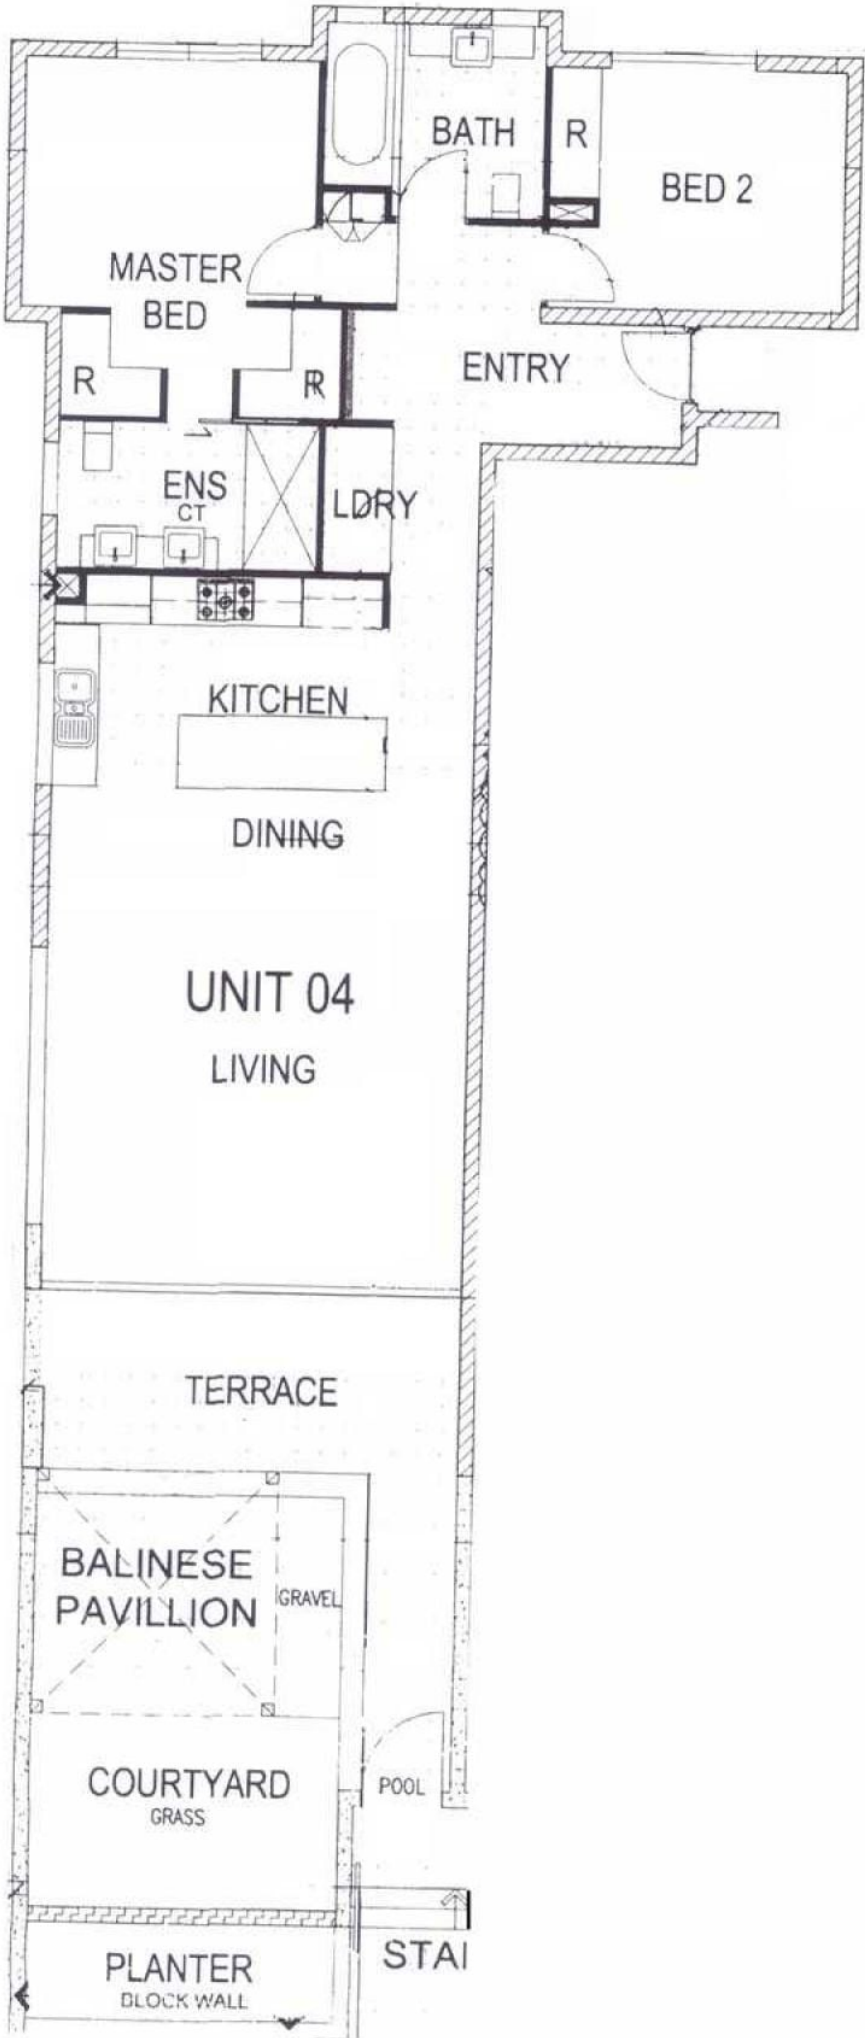 BATH
R
BED 2
MASTER
BED
R
R
ENTRY
ENS
CT
LDRY
KITCHEN
DINING
UNIT 04
LIVING
TERRACE
BALINESE
PAVILLION
GRAVEL
COURTYARD
GRASS
POOL
STAI
PLANTER
BLOCK WALL